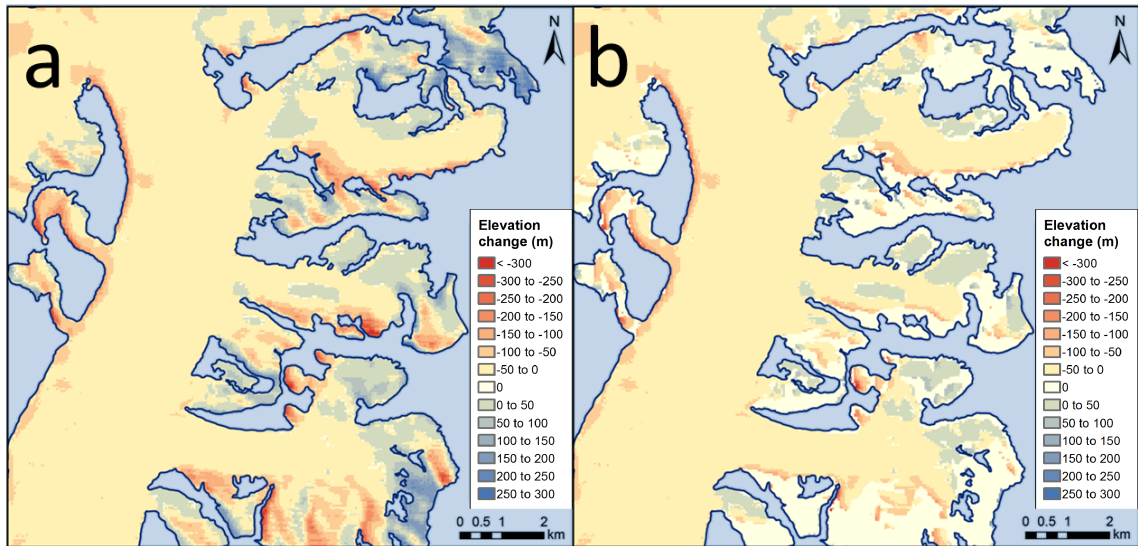 a
N
Elevation
change (m)
< -300
-300 to -250
-250 to -200
-200 to -150
-150 to -100
-100 to -50
-50 to 0
0
0 to 50
50 to 100
100 to 150
150 to 200
200 to 250
250 to 300
0 0.5 1 2
km
b
N
Elevation
change (m)
< -300
-300 to -250
-250 to -200
-200 to -150
-150 to -100
-100 to -50
-50 to 0
0
0 to 50
50 to 100
100 to 150
150 to 200
200 to 250
250 to 300
0 0.5 1 2
km